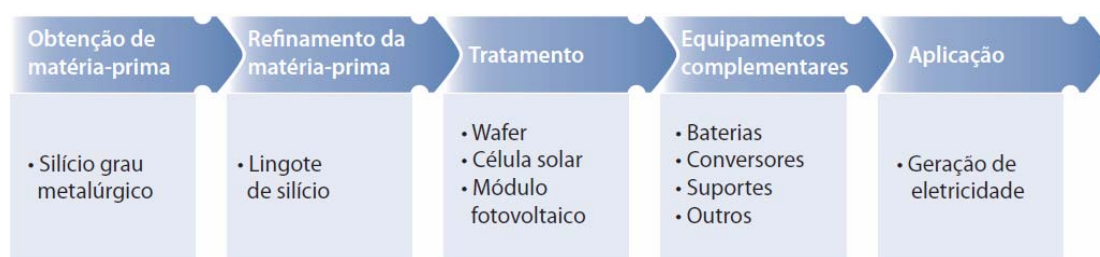 Obtenção de
matéria-prima
Refinamento da
matéria-prima
Tratamento
Equipamentos
complementares
Aplicação
• Silício grau
metalúrgico
• Lingote
de silício
• Wafer
• Célula solar
• Módulo
fotovoltaico
• Baterias
• Conversores
• Suportes
• Outros
• Geração de
eletricidade